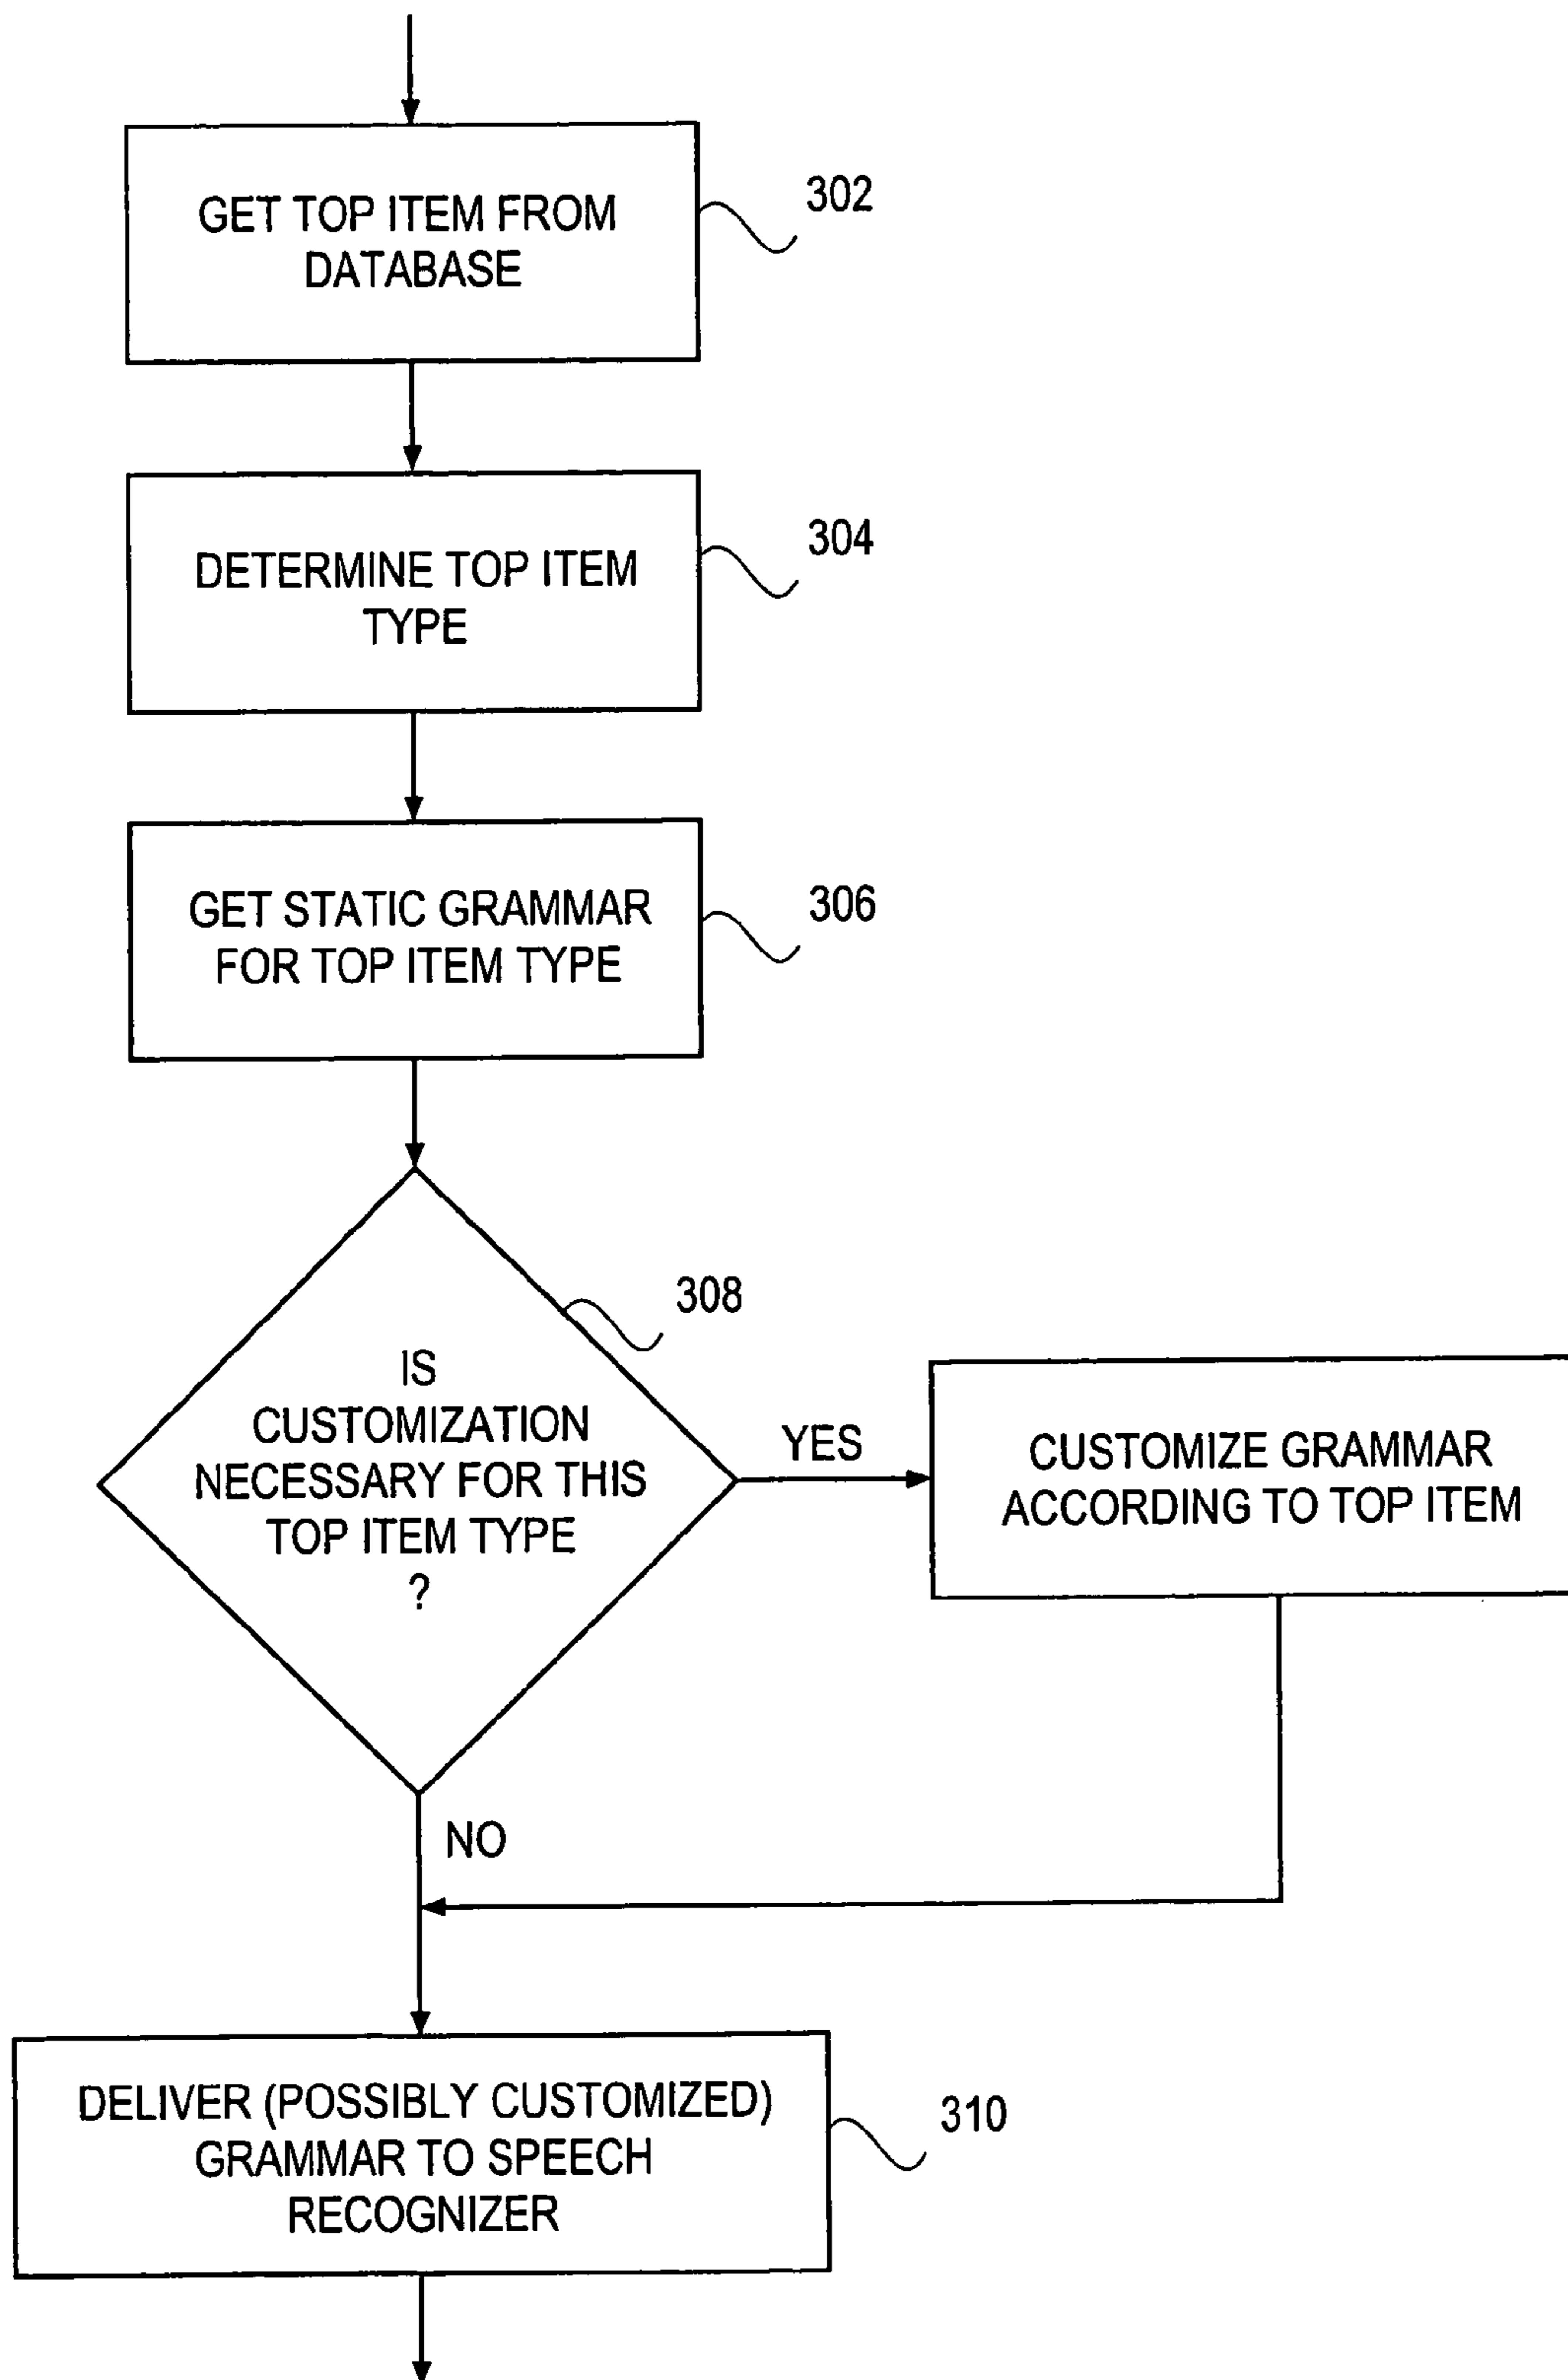 GET TOP ITEM FROM
DATABASE
302
DETERMINE TOP ITEM
TYPE
304
GET STATIC GRAMMAR
FOR TOP ITEM TYPE
306
308
IS
CUSTOMIZATION
NECESSARY FOR THIS
TOP ITEM TYPE
?
YES
CUSTOMIZE GRAMMAR
ACCORDING TO TOP ITEM
NO
DELIVER (POSSIBLY CUSTOMIZED)
GRAMMAR TO SPEECH
RECOGNIZER
310